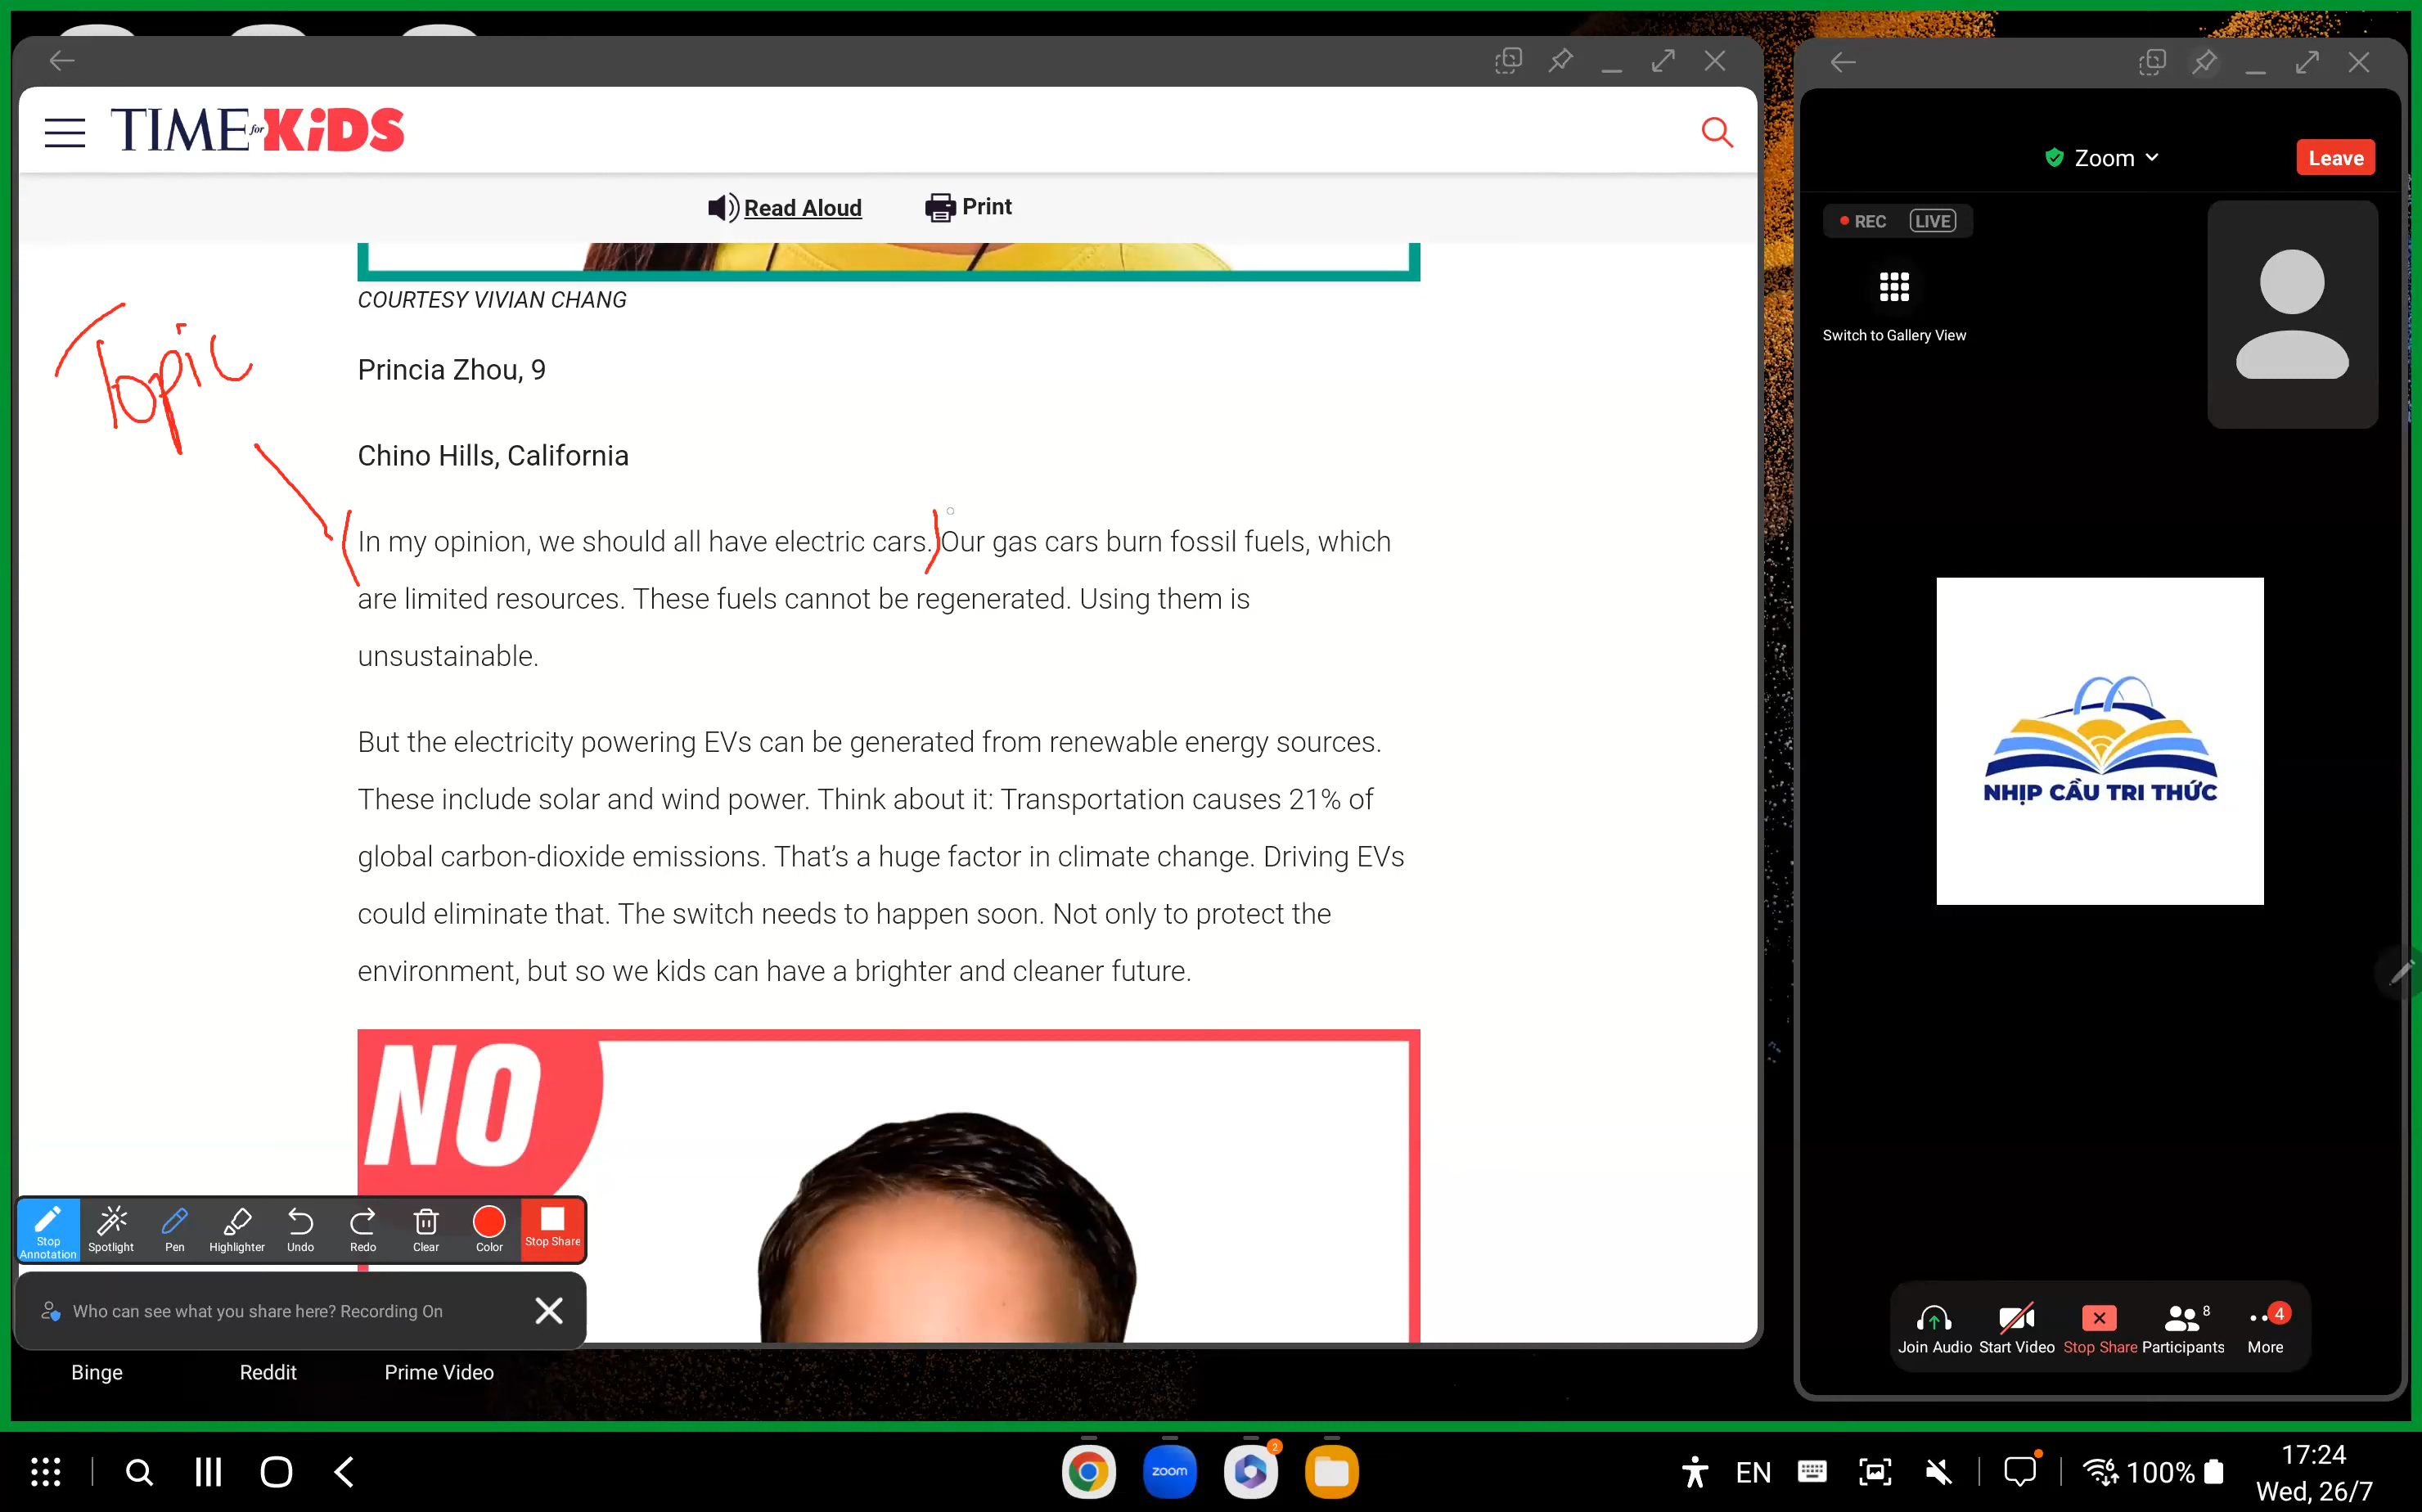 TIME for KiDS
Read Aloud Print
COURTESY VIVIAN CHANG
Princia Zhou, 9
Chino Hills, California
Topic
In my opinion, we should all have electric cars. Our gas cars burn fossil fuels, which
are limited resources. These fuels cannot be regenerated. Using them is
unsustainable.
But the electricity powering EVs can be generated from renewable energy sources.
These include solar and wind power. Think about it: Transportation causes 21% of
global carbon-dioxide emissions. That’s a huge factor in climate change. Driving EVs
could eliminate that. The switch needs to happen soon. Not only to protect the
environment, but so we kids can have a brighter and cleaner future.
NO
Stop Annotation Spotlight Pen Highlighter Undo Redo Clear Color Stop Share
Who can see what you share here? Recording On
Binge Reddit Prime Video
Zoom
Leave
REC LIVE
Switch to Gallery View
NHỊP CẦU TRI THỨC
8
4
Join Audio Start Video Stop Share Participants More
zoom
2
EN
6
100%
17:24
Wed, 26/7